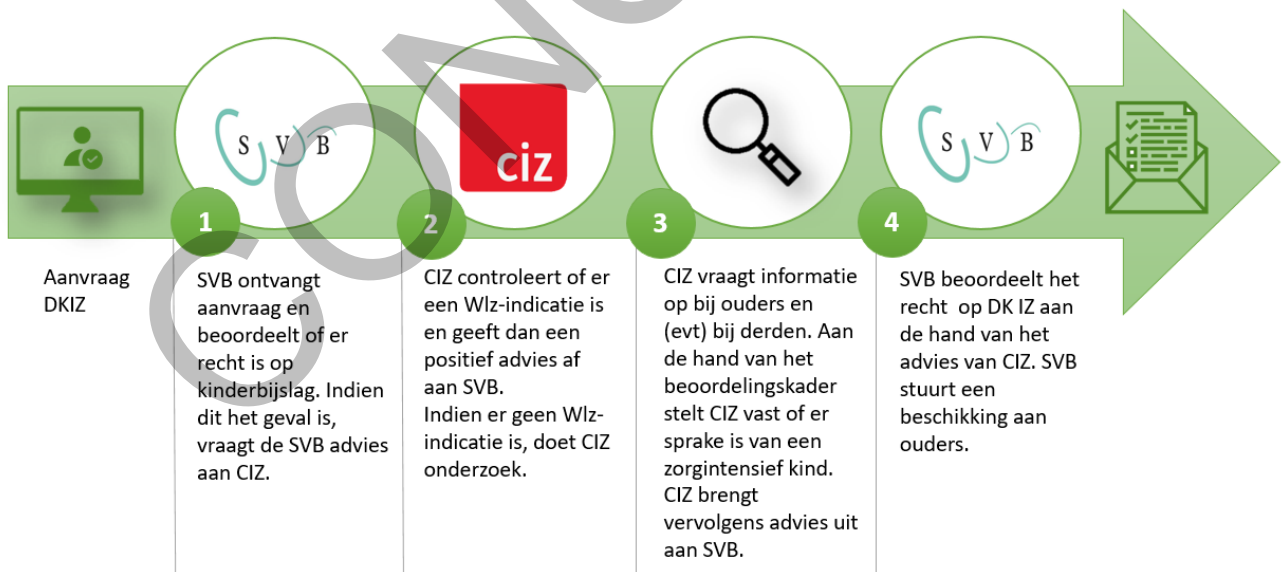 S V B
ciz
S V B
1
2
3
4
Aanvraag
DKIZ
SVB ontvangt
aanvraag en
beoordeelt of er
recht is op
kinderbijslag. Indien
dit het geval is,
vraagt de SVB advies
aan CIZ.
CIZ controleert of er
een Wlz-indicatie is
en geeft dan een
positief advies af
aan SVB.
Indien er geen Wlz-
indicatie is, doet CIZ
onderzoek.
CIZ vraagt informatie
op bij ouders en
(evt) bij derden. Aan
de hand van het
beoordelingskader
stelt CIZ vast of er
sprake is van een
zorgintensief kind.
CIZ brengt
vervolgens advies uit
aan SVB.
SVB beoordeelt het
recht  op DK IZ aan
de hand van het
advies van CIZ. SVB
stuurt een
beschikking aan
ouders.